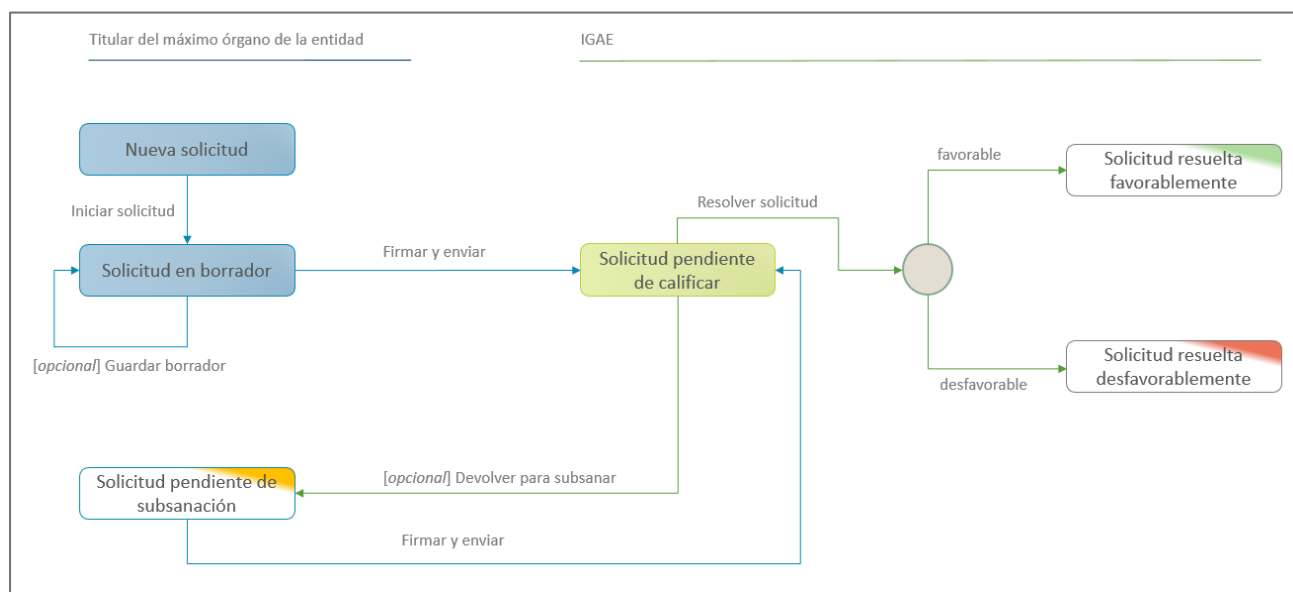 Titular del máximo órgano de la entidad
IGAE
Nueva solicitud
Iniciar solicitud
Solicitud en borrador
[opcional] Guardar borrador
Firmar y enviar
Solicitud pendiente
de calificar
Resolver solicitud
favorable
Solicitud resuelta
favorablemente
desfavorable
Solicitud resuelta
desfavorablemente
[opcional] Devolver para subsanar
Solicitud pendiente de
subsanación
Firmar y enviar